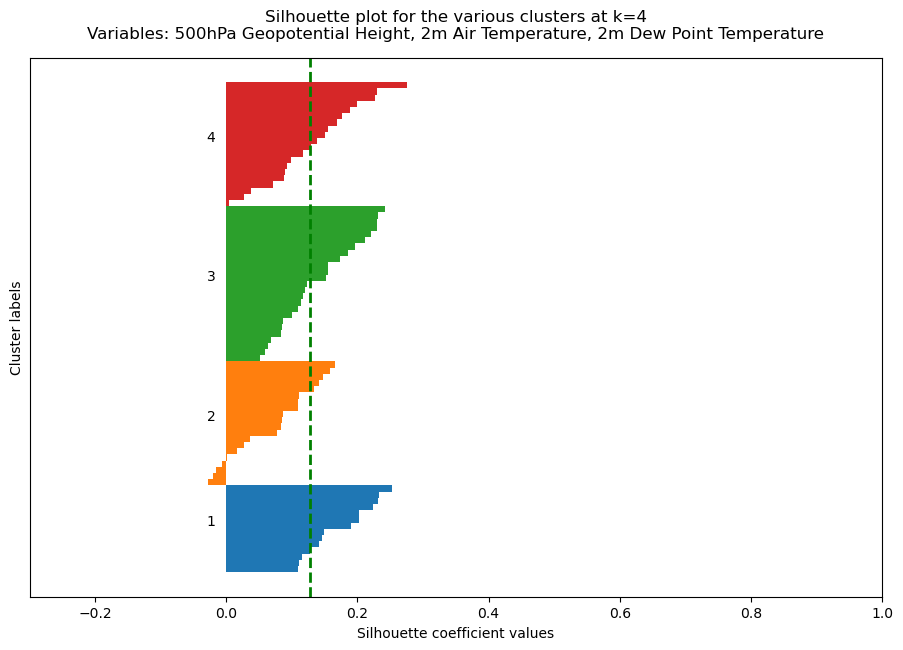 Silhouette plot for the various clusters at k=4
Variables: 500hPa Geopotential Height, 2m Air Temperature, 2m Dew Point Temperature
Cluster labels
4
3
2
1
−0.2
0.0
0.2
0.4
0.6
0.8
1.0
Silhouette coefficient values